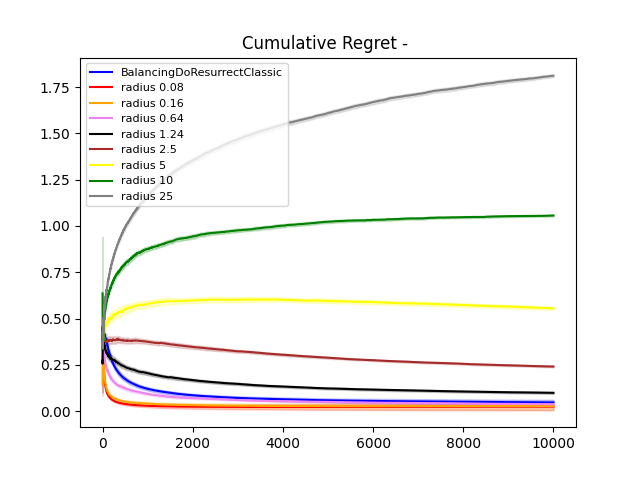 Cumulative Regret -
BalancingDoResurrectClassic
radius 0.08
radius 0.16
radius 0.64
radius 1.24
radius 2.5
radius 5
radius 10
radius 25
1.75
1.50
1.25
1.00
0.75
0.50
0.25
0.00
0 2000 4000 6000 8000 10000